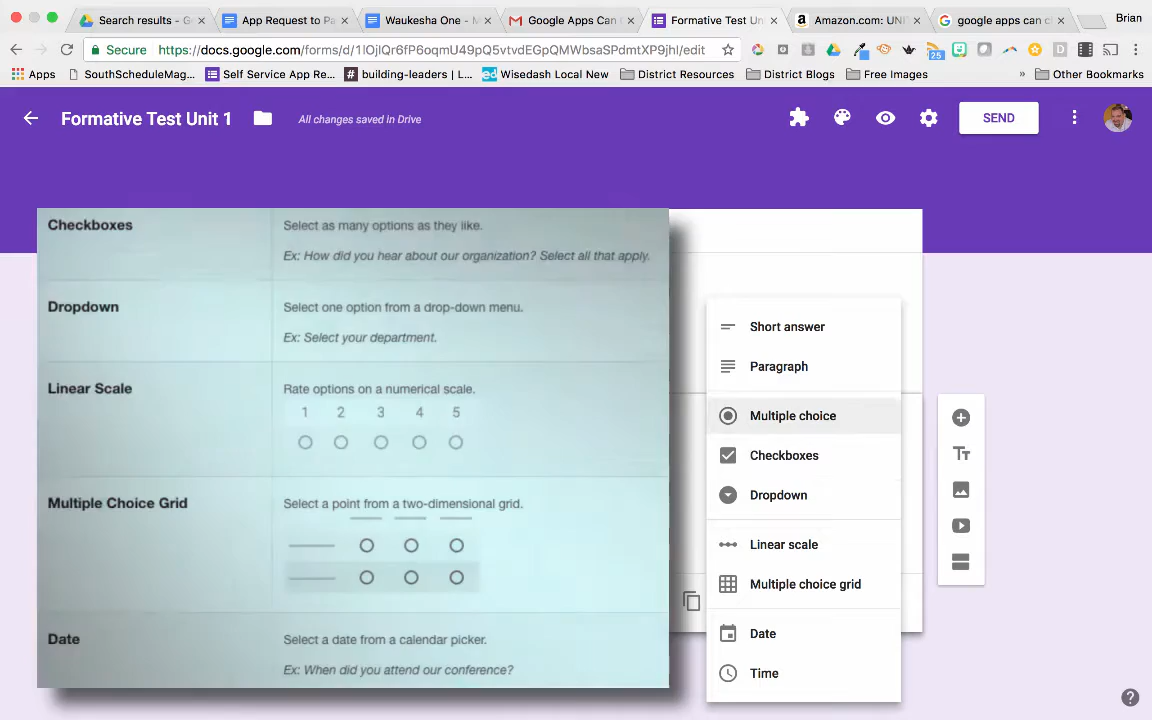 Search results - G
App Request to Pa
Waukesha One - M
Google Apps Can
Formative Test Uni
Amazon.com: UNI
google apps can c
Brian
Secure
https://docs.google.com/forms/d/1lOjIQr6fP6oqmU49pQ5vtvdEGpQMWbsaSPdmtXP9jhI/edit
25
Apps
SouthScheduleMag...
Self Service App Re...
building-leaders | L...
Wisedash Local New
District Resources
District Blogs
Free Images
»
Other Bookmarks
Formative Test Unit 1
All changes saved in Drive
SEND
Checkboxes
Select as many options as they like.
Ex: How did you hear about our organization? Select all that apply.
Dropdown
Select one option from a drop-down menu.
Ex: Select your department.
Linear Scale
Rate options on a numerical scale.
1 2 3 4 5
Multiple Choice Grid
Select a point from a two-dimensional grid.
Date
Select a date from a calendar picker.
Ex: When did you attend our conference?
Short answer
Paragraph
Multiple choice
Checkboxes
Dropdown
Linear scale
Multiple choice grid
Date
Time
Tт